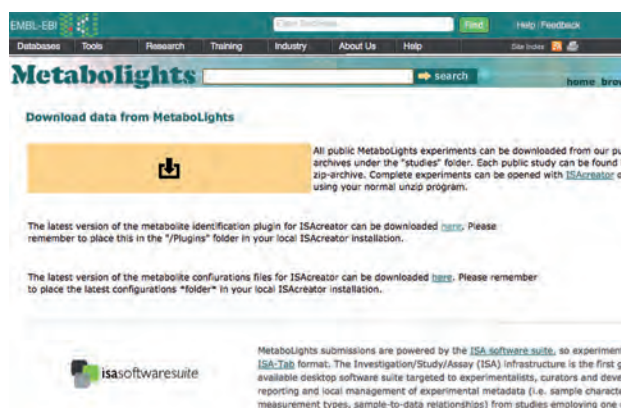 EMBL-EBI Find Help Feedback
Databases Tools Research Training Industry About Us Help Site Index
Metabolights search home brow
Download data from MetaboLights
All public MetaboLights experiments can be downloaded from our pu
archives under the "studies" folder. Each public study can be found
zip-archive. Complete experiments can be opened with ISAcreator o
using your normal unzip program.
The latest version of the metabolite identification plugin for ISAcreator can be downloaded here. Please
remember to place this in the "/Plugins" folder in your local ISAcreator installation.
The latest version of the metabolite confiurations files for ISAcreator can be downloaded here. Please remember
to place the latest configurations *folder* in your local ISAcreator installation.
MetaboLights submissions are powered by the ISA software suite, so experimen
ISA-Tab format. The Investigation/Study/Assay (ISA) infrastructure is the first g
isasoftwaresuite
available desktop software suite targeted to experimentalists, curators and deve
reporting and local management of experimental metadata (i.e. sample characte
measurement types, sample-to-data relationships) from studies employing one